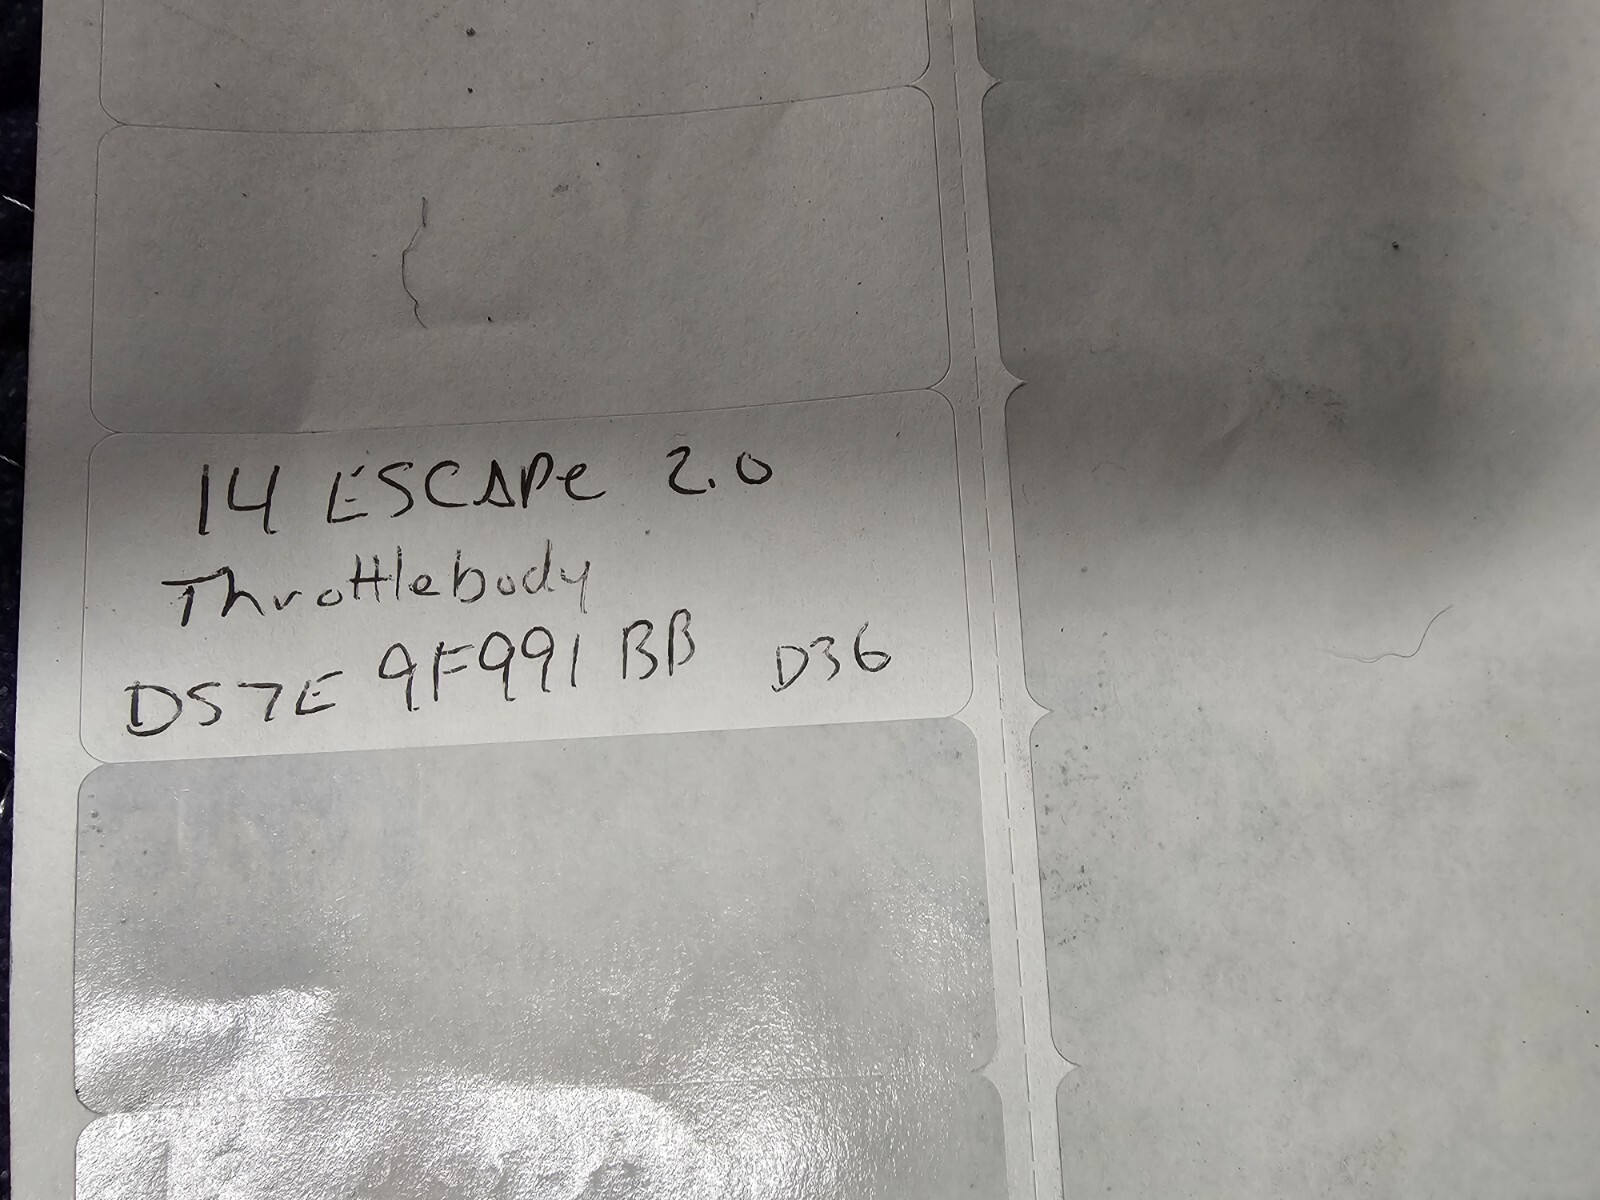 14 ESCAPe 2.0
Throttlebody
DS7E 9F991 BB D36